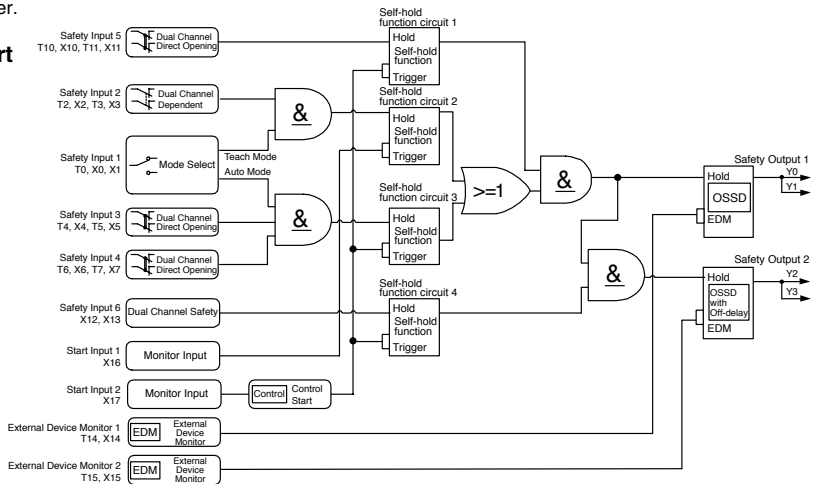 er.
rt
Safety Input 5
T10, X10, T11, X11
Dual Channel
Direct Opening
Safety Input 2
T2, X2, T3, X3
Dual Channel
Dependent
Safety Input 1
T0, X0, X1
Mode Select
Teach Mode
Auto Mode
Safety Input 3
T4, X4, T5, X5
Dual Channel
Direct Opening
Safety Input 4
T6, X6, T7, X7
Dual Channel
Direct Opening
Safety Input 6
X12, X13
Dual Channel Safety
Start Input 1
X16
Monitor Input
Start Input 2
X17
Monitor Input
Control
Control
Start
External Device Monitor 1
T14, X14
EDM
External
Device
Monitor
External Device Monitor 2
T15, X15
EDM
External
Device
Monitor
&
&
Self-hold
function circuit 1
Hold
Self-hold
function
Trigger
Self-hold
function circuit 2
Hold
Self-hold
function
Trigger
Self-hold
function circuit 3
Hold
Self-hold
function
Trigger
Self-hold
function circuit 4
Hold
Self-hold
function
Trigger
>=1
&
&
Safety Output 1
Hold
OSSD
EDM
Y0
Y1
Safety Output 2
Hold
OSSD
with
Off-delay
EDM
Y2
Y3